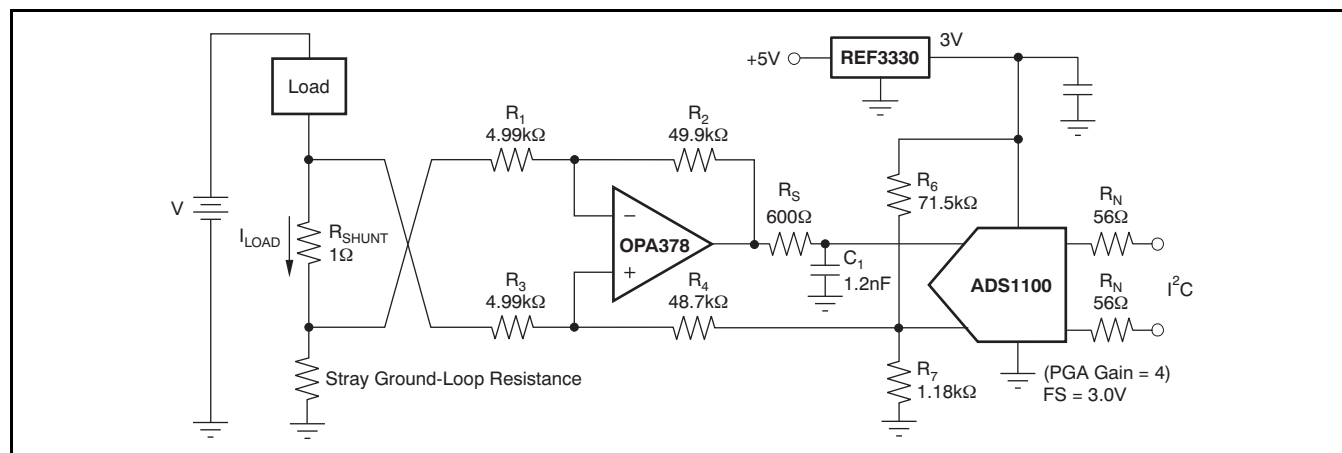 3V
+5V
REF3330
Load
R1
4.99kΩ
R2
49.9kΩ
R6
71.5kΩ
RS
600Ω
RN
56Ω
V
ILOAD
RSHUNT
1Ω
−
OPA378
+
C1
1.2nF
ADS1100
RN
56Ω
I²C
R3
4.99kΩ
R4
48.7kΩ
Stray Ground-Loop Resistance
R7
1.18kΩ
(PGA Gain = 4)
FS = 3.0V